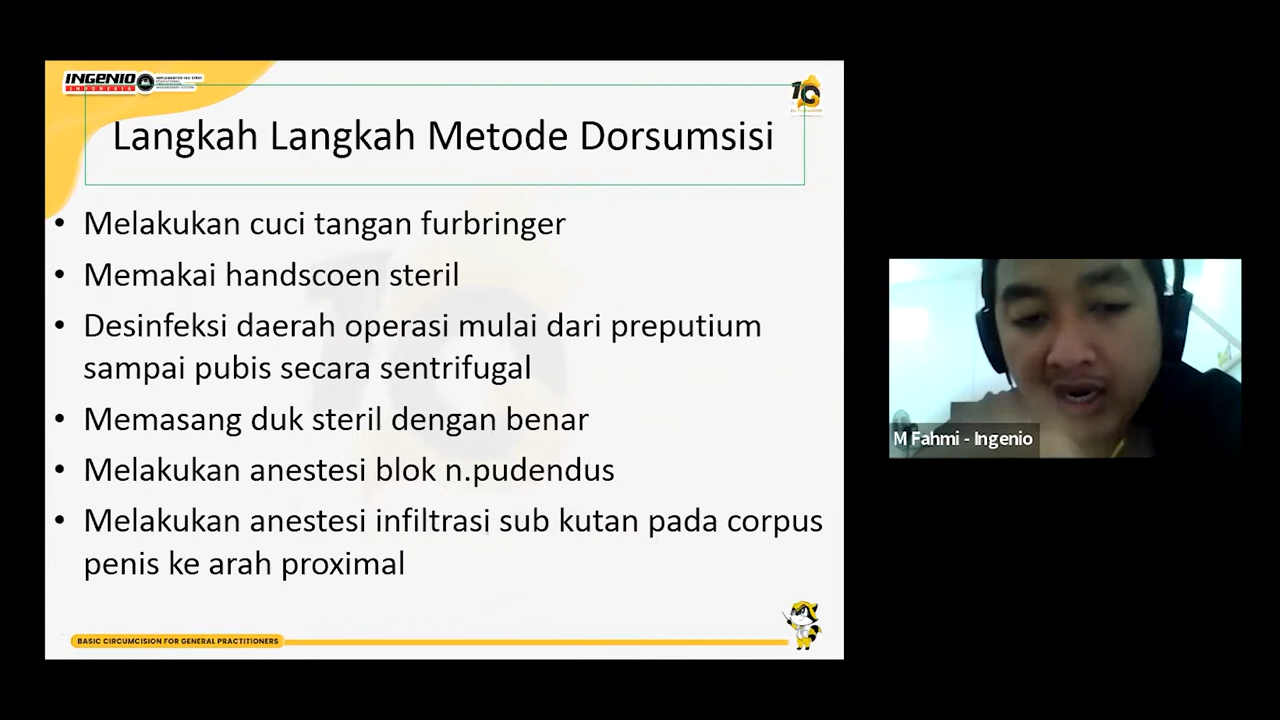 INGENIO
INDONESIA
Langkah Langkah Metode Dorsumsisi
• Melakukan cuci tangan furbringer
• Memakai handscoen steril
• Desinfeksi daerah operasi mulai dari preputium
sampai pubis secara sentrifugal
• Memasang duk steril dengan benar
• Melakukan anestesi blok n.pudendus
• Melakukan anestesi infiltrasi sub kutan pada corpus
penis ke arah proximal
BASIC CIRCUMCISION FOR GENERAL PRACTITIONERS
M Fahmi - Ingenio